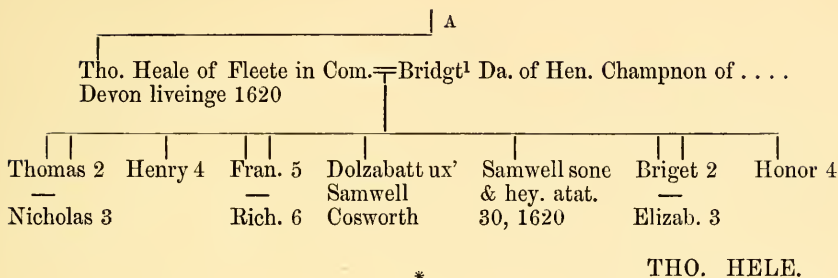 A
Tho. Heale of Fleete in Com.=Bridgt¹ Da. of Hen. Champnon of . . . .
Devon liveinge 1620
Thomas 2 Henry 4 Fran. 5 Dolzabatt ux’ Samwell sone Briget 2 Honor 4
— — Samwell & hey. atat. —
Nicholas 3 Rich. 6 Cosworth 30, 1620 Elizab. 3
THO. HELE.
*